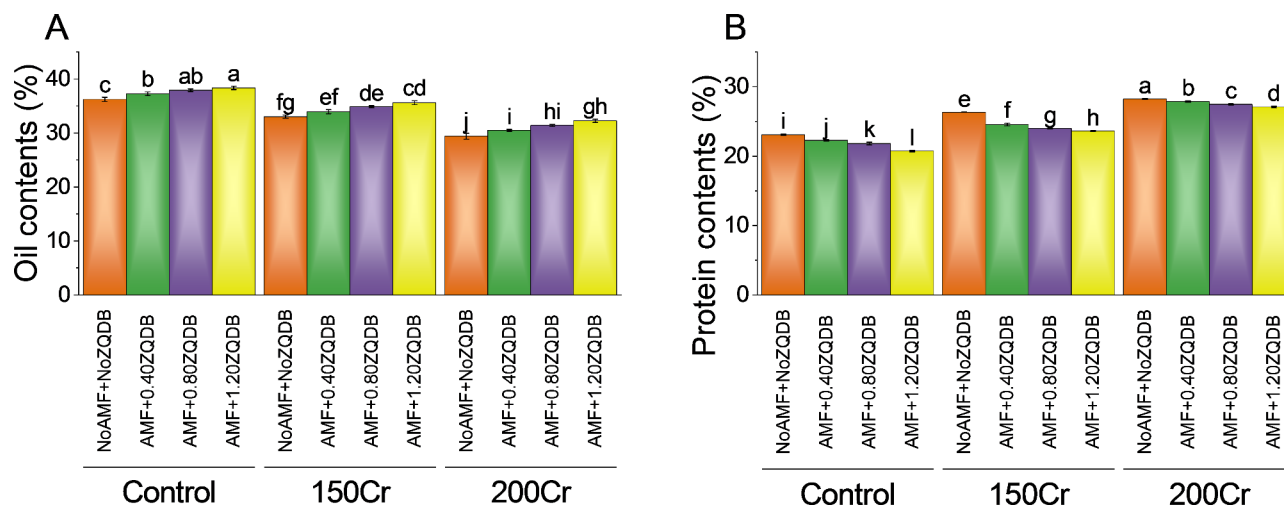 A
Oil contents (%)
40
30
20
10
0
c b ab a fg ef de cd j i hi gh
NoAMF+NoZQDB
AMF+0.40ZQDB
AMF+0.80ZQDB
AMF+1.20ZQDB
NoAMF+NoZQDB
AMF+0.40ZQDB
AMF+0.80ZQDB
AMF+1.20ZQDB
NoAMF+NoZQDB
AMF+0.40ZQDB
AMF+0.80ZQDB
AMF+1.20ZQDB
Control 150Cr 200Cr
B
Protein contents (%)
30
20
10
0
i j k l e f g h a b c d
NoAMF+NoZQDB
AMF+0.40ZQDB
AMF+0.80ZQDB
AMF+1.20ZQDB
NoAMF+NoZQDB
AMF+0.40ZQDB
AMF+0.80ZQDB
AMF+1.20ZQDB
NoAMF+NoZQDB
AMF+0.40ZQDB
AMF+0.80ZQDB
AMF+1.20ZQDB
Control 150Cr 200Cr